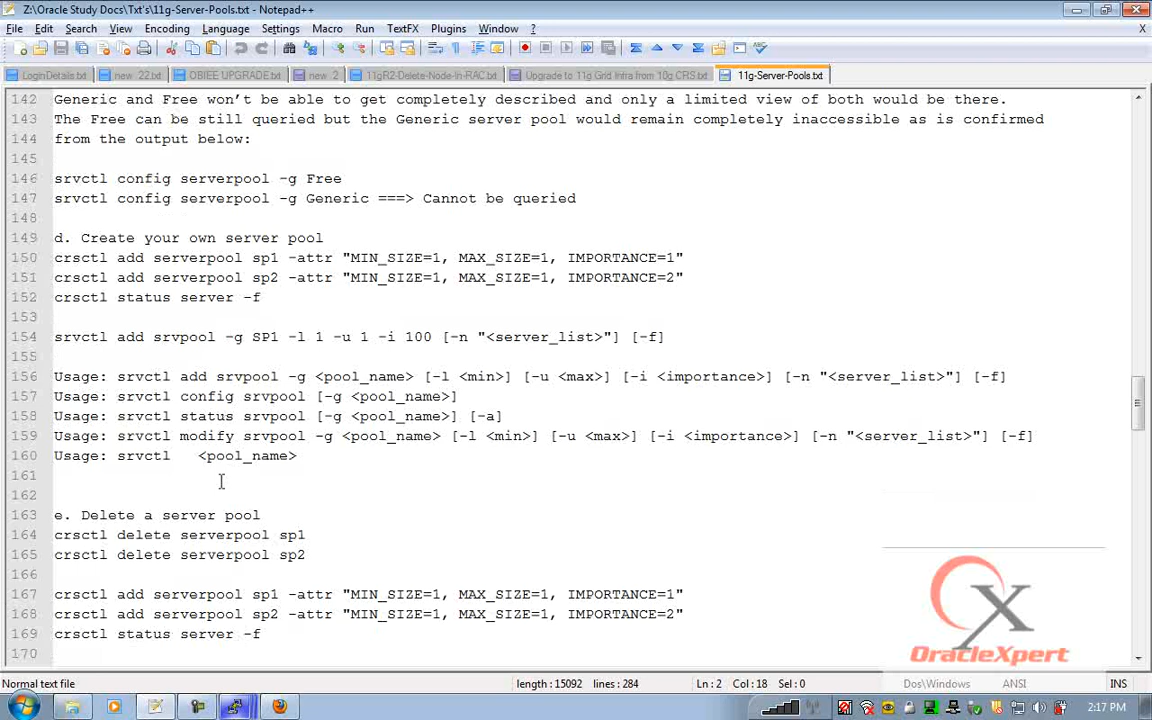 Z:\Oracle Study Docs\Txt's\11g-Server-Pools.txt - Notepad++
File Edit Search View Encoding Language Settings Macro Run TextFX Plugins Window ?
X
LoginDetails.txt new 22.txt OBIEE UPGRADE.txt new 2 11gR2-Delete-Node-In-RAC.txt Upgrade to 11g Grid Infra from 10g CRS.txt 11g-Server-Pools.txt
142 Generic and Free won't be able to get completely described and only a limited view of both would be there.
143 The Free can be still queried but the Generic server pool would remain completely inaccessible as is confirmed
144 from the output below:
145
146 srvctl config serverpool -g Free
147 srvctl config serverpool -g Generic ===> Cannot be queried
148
149 d. Create your own server pool
150 crsctl add serverpool sp1 -attr "MIN_SIZE=1, MAX_SIZE=1, IMPORTANCE=1"
151 crsctl add serverpool sp2 -attr "MIN_SIZE=1, MAX_SIZE=1, IMPORTANCE=2"
152 crsctl status server -f
153
154 srvctl add srvpool -g SP1 -l 1 -u 1 -i 100 [-n "<server_list>"] [-f]
155
156 Usage: srvctl add srvpool -g <pool_name> [-l <min>] [-u <max>] [-i <importance>] [-n "<server_list>"] [-f]
157 Usage: srvctl config srvpool [-g <pool_name>]
158 Usage: srvctl status srvpool [-g <pool_name>] [-a]
159 Usage: srvctl modify srvpool -g <pool_name> [-l <min>] [-u <max>] [-i <importance>] [-n "<server_list>"] [-f]
160 Usage: srvctl   <pool_name>
161
162
163 e. Delete a server pool
164 crsctl delete serverpool sp1
165 crsctl delete serverpool sp2
166
167 crsctl add serverpool sp1 -attr "MIN_SIZE=1, MAX_SIZE=1, IMPORTANCE=1"
168 crsctl add serverpool sp2 -attr "MIN_SIZE=1, MAX_SIZE=1, IMPORTANCE=2"
169 crsctl status server -f
170
OracleXpert
Normal text file length : 15092 lines : 284 Ln : 2 Col : 18 Sel : 0 Dos\Windows ANSI INS
2:17 PM